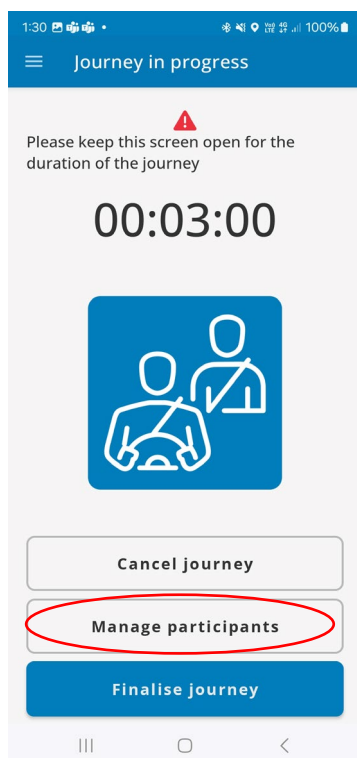 1:30 100%
Journey in progress
Please keep this screen open for the
duration of the journey
00:03:00
Cancel journey
Manage participants
Finalise journey